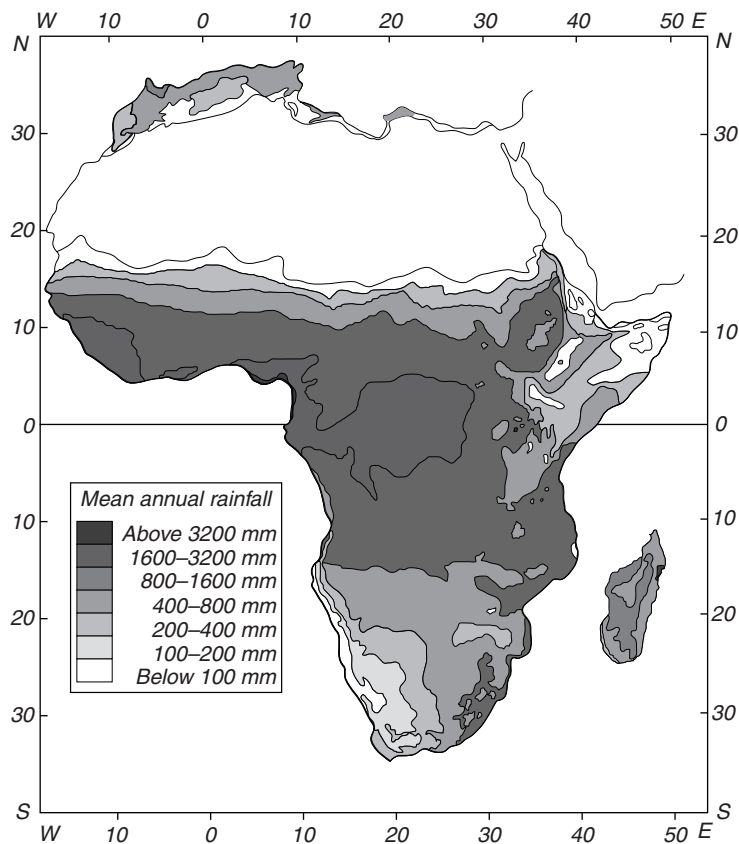 W 10 0 10 20 30 40 50 E
N N
30 30
20 20
10 10
0 0
Mean annual rainfall
Above 3200 mm
1600–3200 mm
800–1600 mm
400–800 mm
200–400 mm
100–200 mm
Below 100 mm
10 10
20 20
30 30
S S
W 10 0 10 20 30 40 50 E